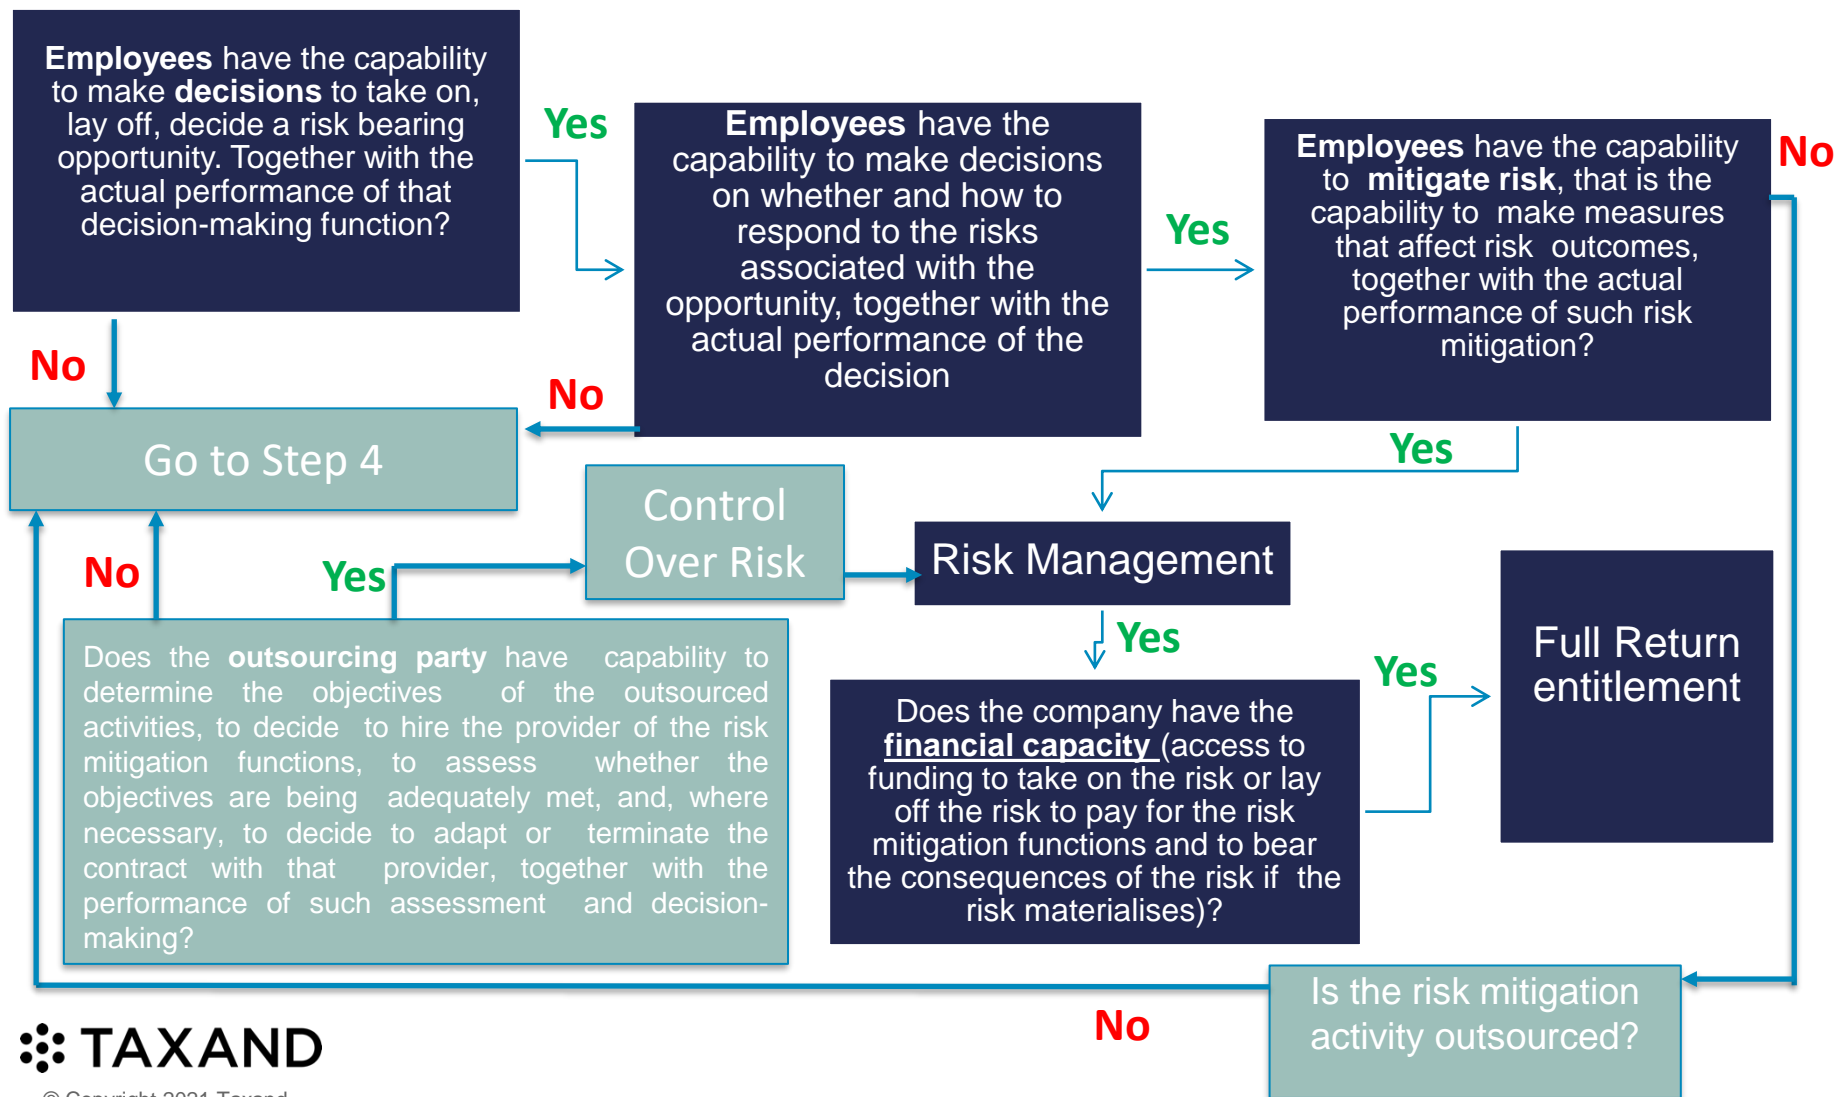 Employees have the capability
to make decisions to take on,
lay off, decide a risk bearing
opportunity. Together with the
actual performance of that
decision-making function?
Yes
Employees have the
capability to make decisions
on whether and how to
respond to the risks
associated with the
opportunity, together with the
actual performance of the
decision
Yes
Employees have the capability
to mitigate risk, that is the
capability to make measures
that affect risk outcomes,
together with the actual
performance of such risk
mitigation?
No
No
No
Yes
Go to Step 4
Control
Over Risk
Risk Management
No
Yes
Yes
Does the outsourcing party have capability to
determine the objectives of the outsourced
activities, to decide to hire the provider of the risk
mitigation functions, to assess whether the
objectives are being adequately met, and, where
necessary, to decide to adapt or terminate the
contract with that provider, together with the
performance of such assessment and decision-
making?
Does the company have the
financial capacity (access to
funding to take on the risk or lay
off the risk to pay for the risk
mitigation functions and to bear
the consequences of the risk if the
risk materialises)?
Yes
Full Return
entitlement
Is the risk mitigation
activity outsourced?
No
TAXAND
© Copyright 2021 Taxand